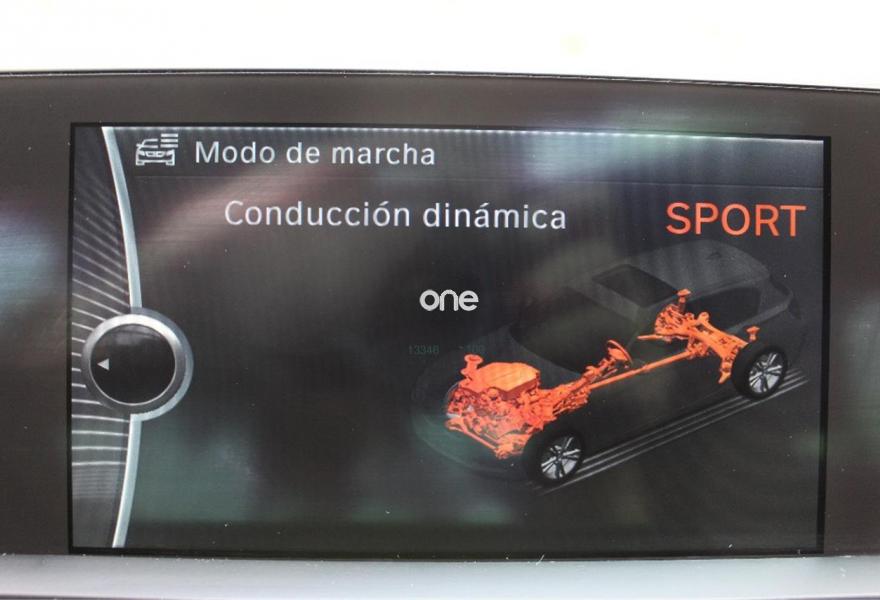 Modo de marcha
Conducción dinámica
SPORT
one